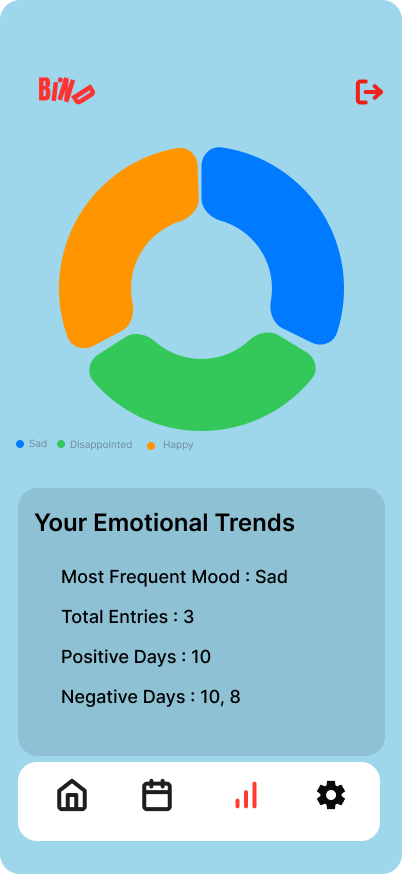 BiND
Sad Disappointed Happy
Your Emotional Trends
Most Frequent Mood : Sad
Total Entries : 3
Positive Days : 10
Negative Days : 10, 8